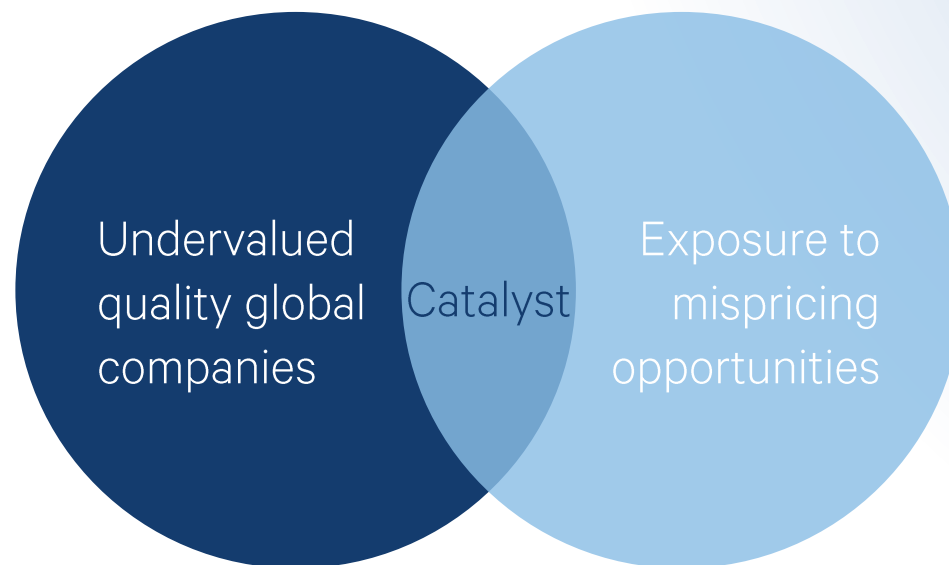 Undervalued
quality global
companies
Catalyst
Exposure to
mispricing
opportunities